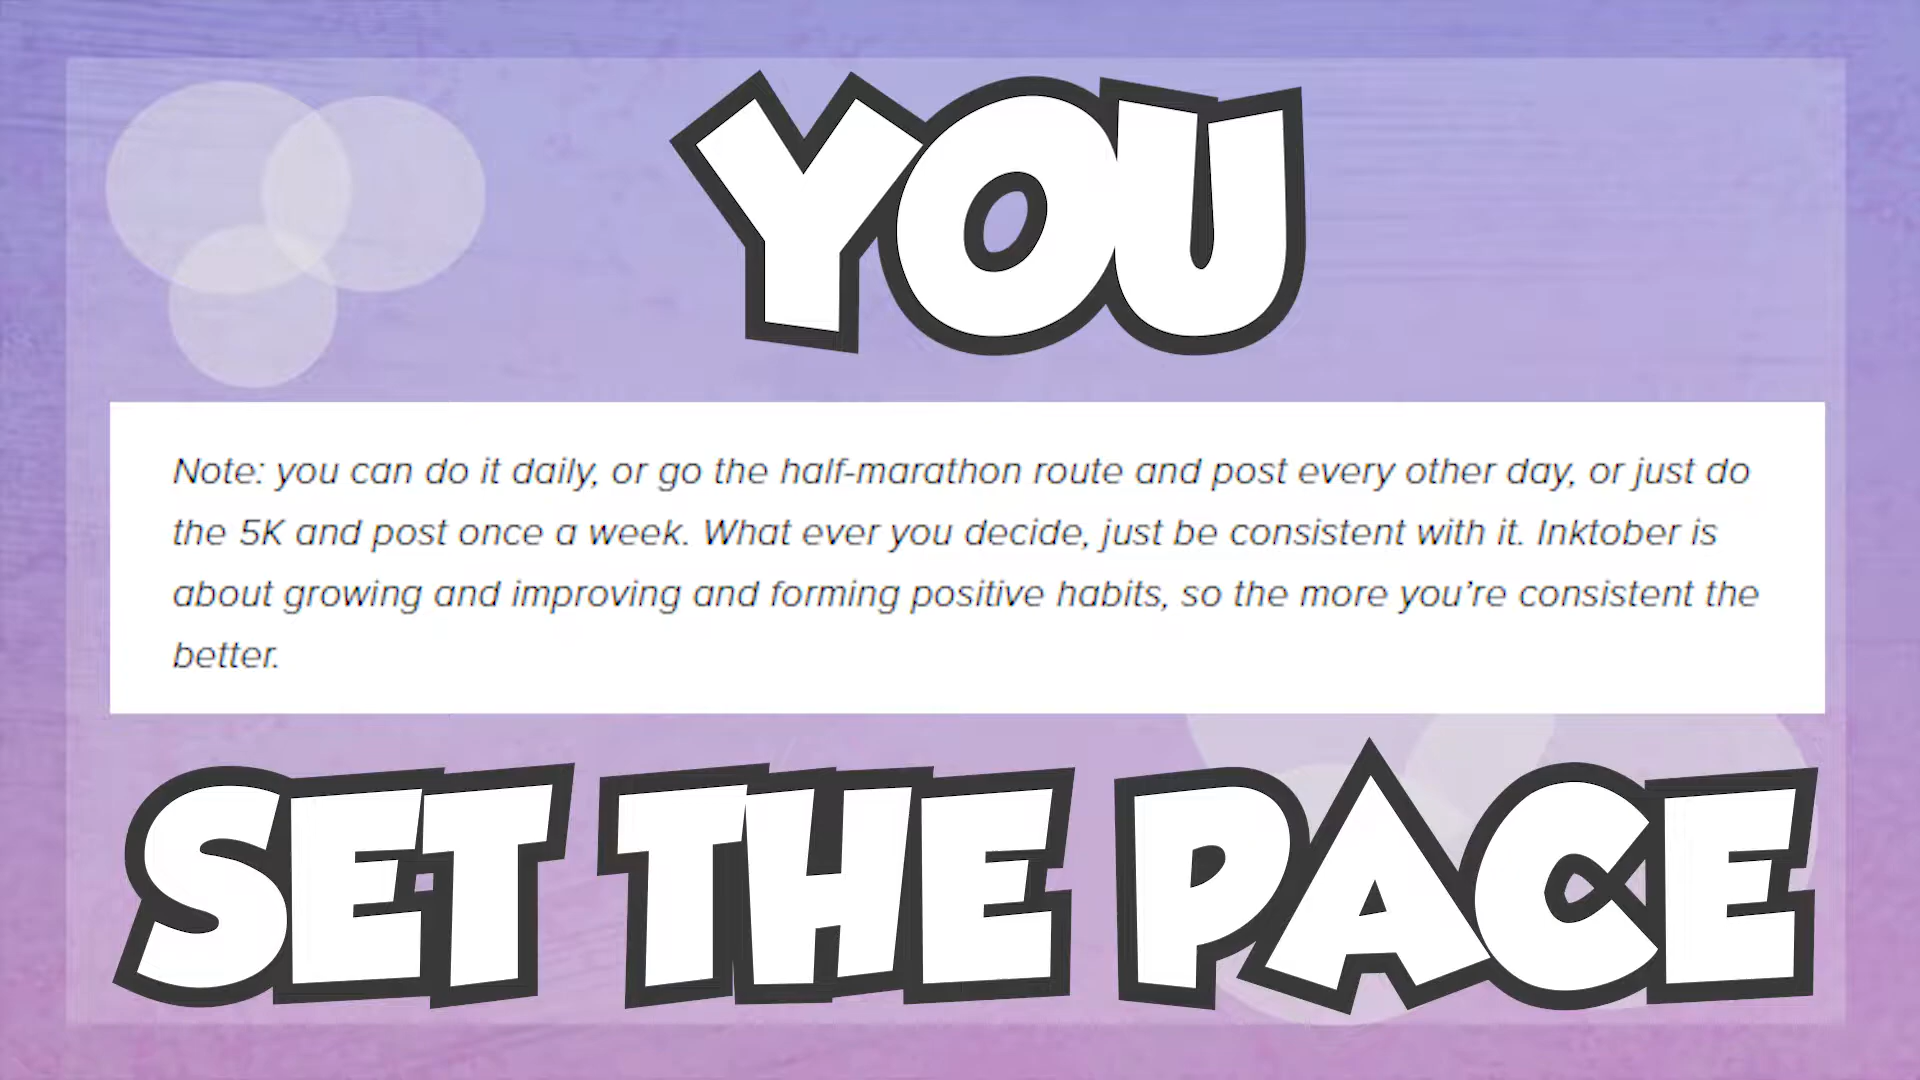 YOU
Note: you can do it daily, or go the half-marathon route and post every other day, or just do
the 5K and post once a week. What ever you decide, just be consistent with it. Inktober is
about growing and improving and forming positive habits, so the more you’re consistent the
better.
SET THE PACE